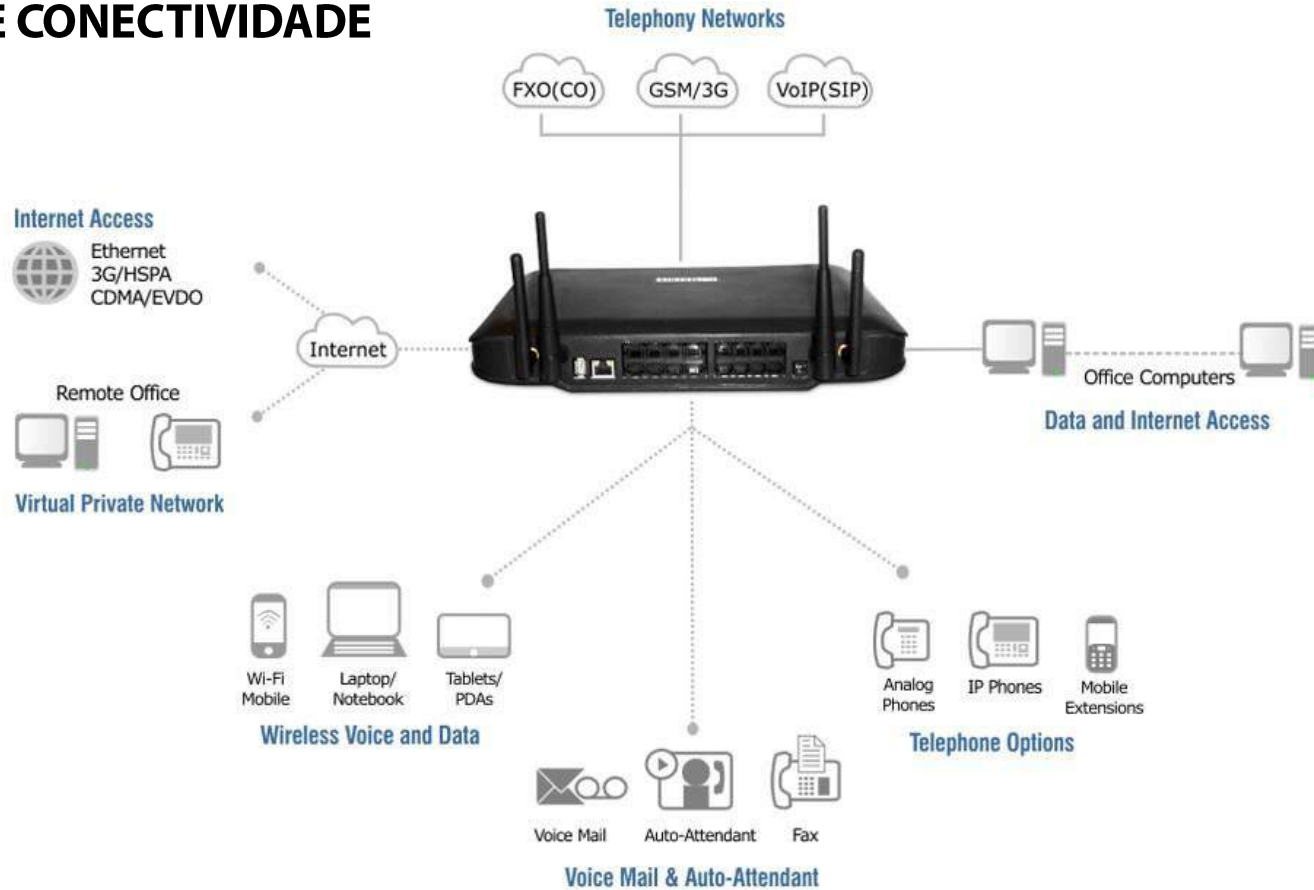 E CONECTIVIDADE
Telephony Networks
FXO(CO)
GSM/3G
VoIP(SIP)
Internet Access
Ethernet
3G/HSPA
CDMA/EVDO
Internet
Remote Office
Virtual Private Network
Office Computers
Data and Internet Access
Wi-Fi
Mobile
Laptop/
Notebook
Tablets/
PDAs
Wireless Voice and Data
Analog
Phones
IP Phones
Mobile
Extensions
Telephone Options
Voice Mail
Auto-Attendant
Fax
Voice Mail & Auto-Attendant